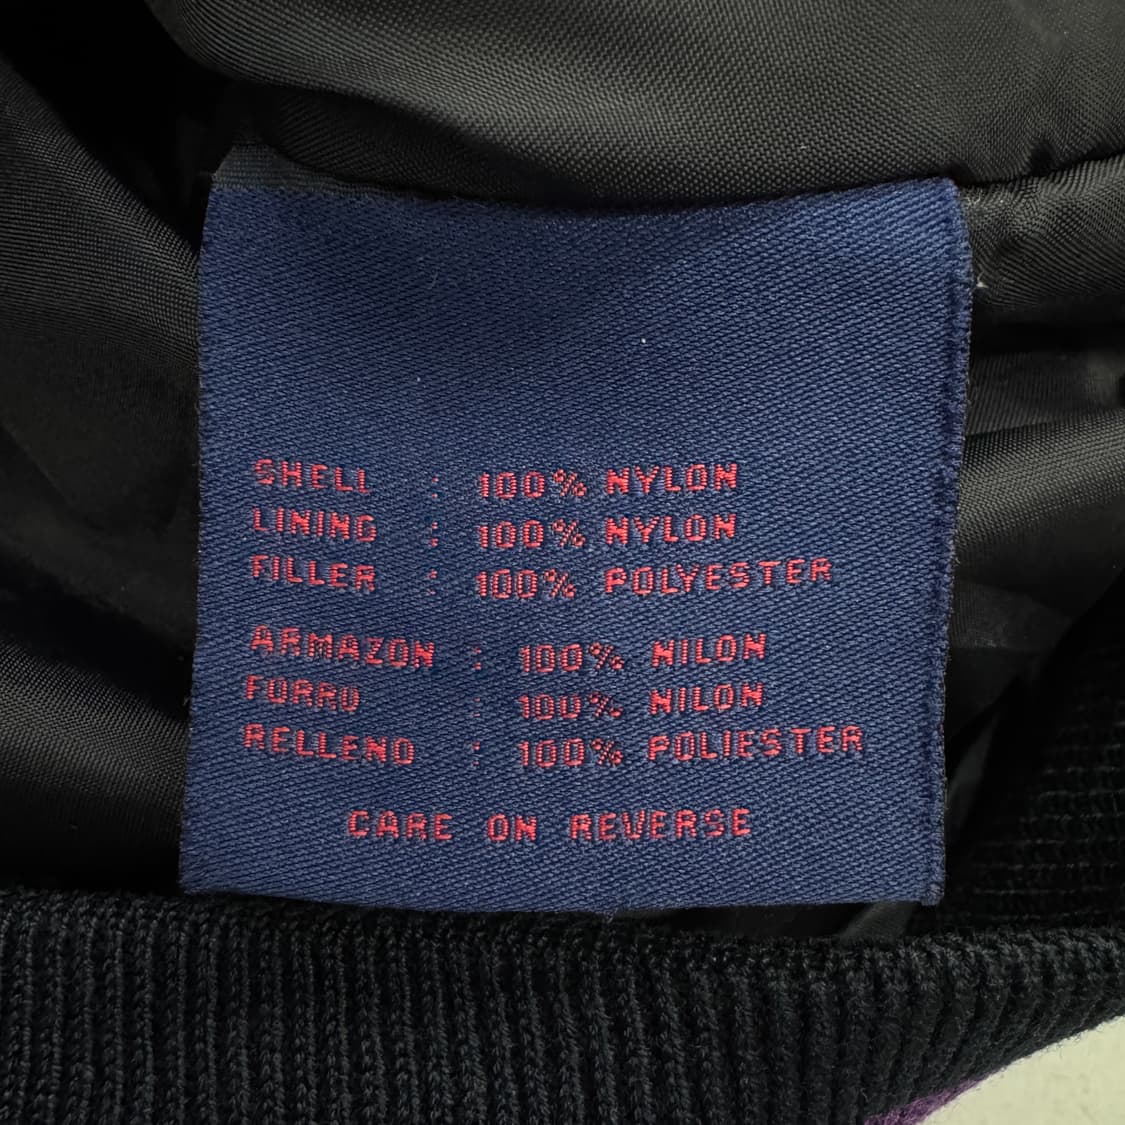 SHELL : 100% NYLON
LINING : 100% NYLON
FILLER : 100% POLYESTER
ARMAZON : 100% NILON
FORRO : 100% NILON
RELLENO : 100% POLIESTER
CARE ON REVERSE